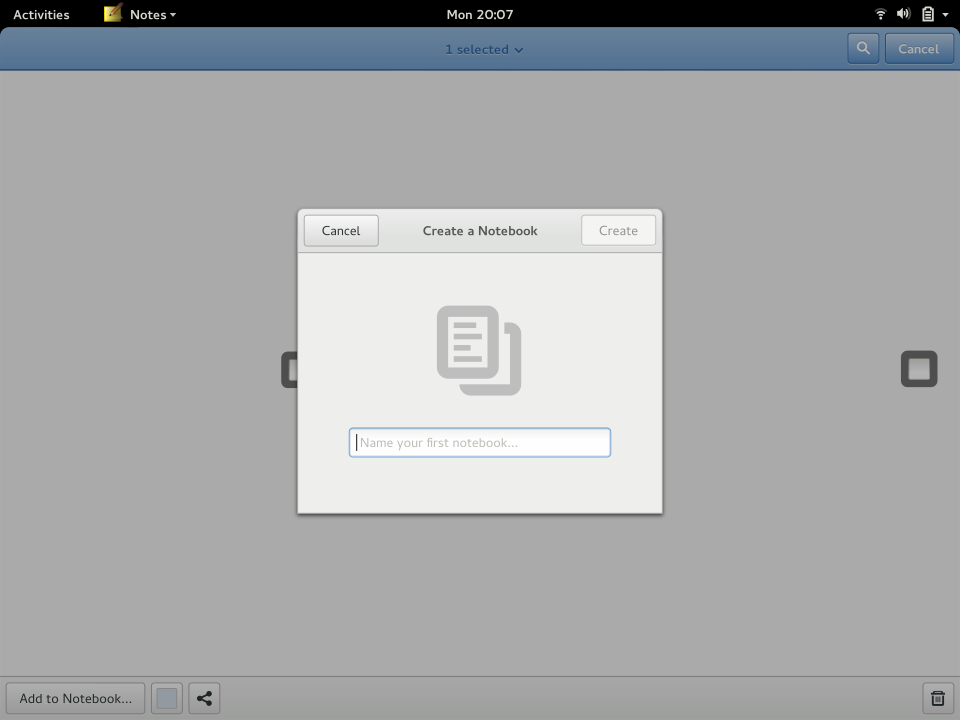 Activities
Notes
Mon 20:07
1 selected
Cancel
Cancel
Create a Notebook
Create
Name your first notebook...
Add to Notebook...